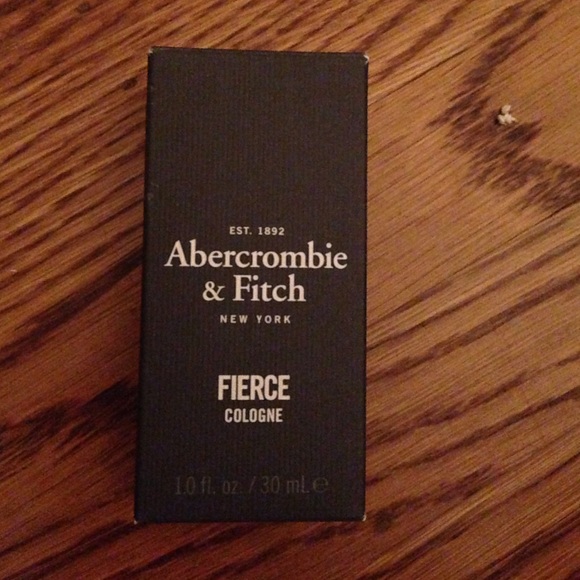 EST. 1892
Abercrombie
& Fitch
NEW YORK
FIERCE
COLOGNE
1.0 fl. oz. / 30 mL ℮